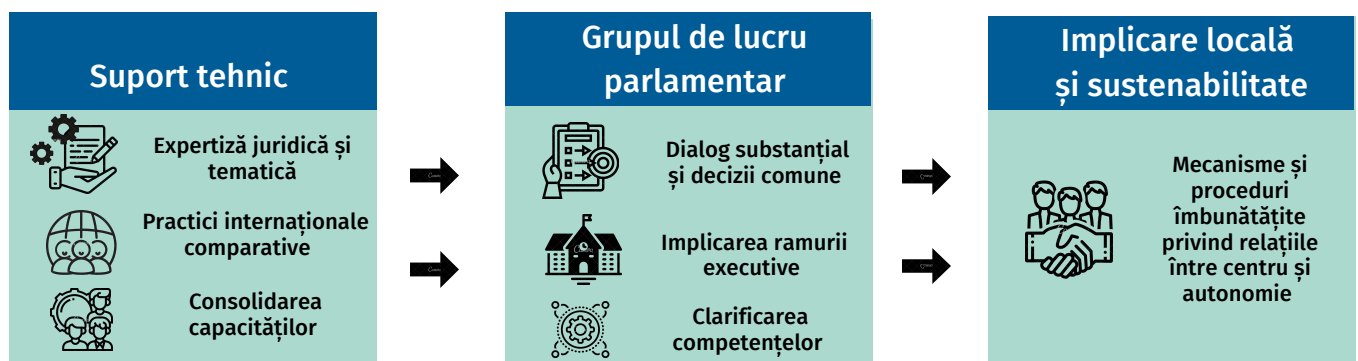 Suport tehnic
Expertiză juridică și
tematică
Practici internaționale
comparative
Consolidarea
capacităților
Grupul de lucru
parlamentar
Dialog substanțial
și decizii comune
Implicarea ramurii
executive
Clarificarea
competențelor
Implicare locală
și sustenabilitate
Mecanisme și
proceduri
îmbunătățite
privind relațiile
între centru și
autonomie